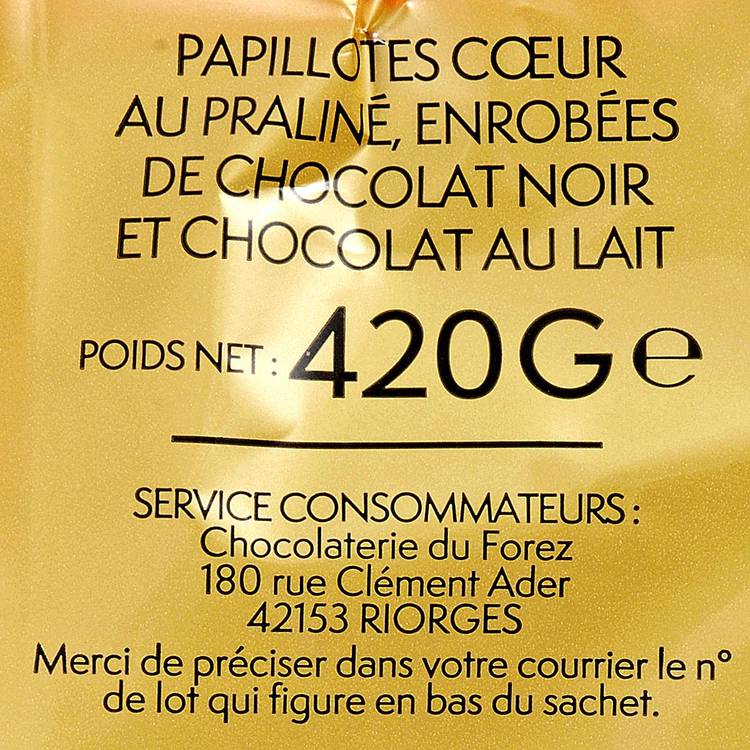 PAPILLOTES CŒUR
AU PRALINÉ, ENROBÉES
DE CHOCOLAT NOIR
ET CHOCOLAT AU LAIT
POIDS NET : 420G℮
SERVICE CONSOMMATEURS :
Chocolaterie du Forez
180 rue Clément Ader
42153 RIORGES
Merci de préciser dans votre courrier le n°
de lot qui figure en bas du sachet.